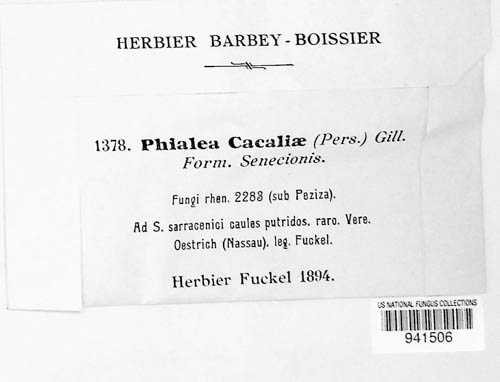 HERBIER BARBEY-BOISSIER
1378. Phialea Cacaliæ (Pers.) Gill.
Form. Senecionis.
Fungi rhen. 2283 (sub Peziza).
Ad S. sarracenici caules putridos, raro. Vere.
Oestrich (Nassau), leg. Fuckel.
Herbier Fuckel 1894.
US NATIONAL FUNGUS COLLECTIONS
941506